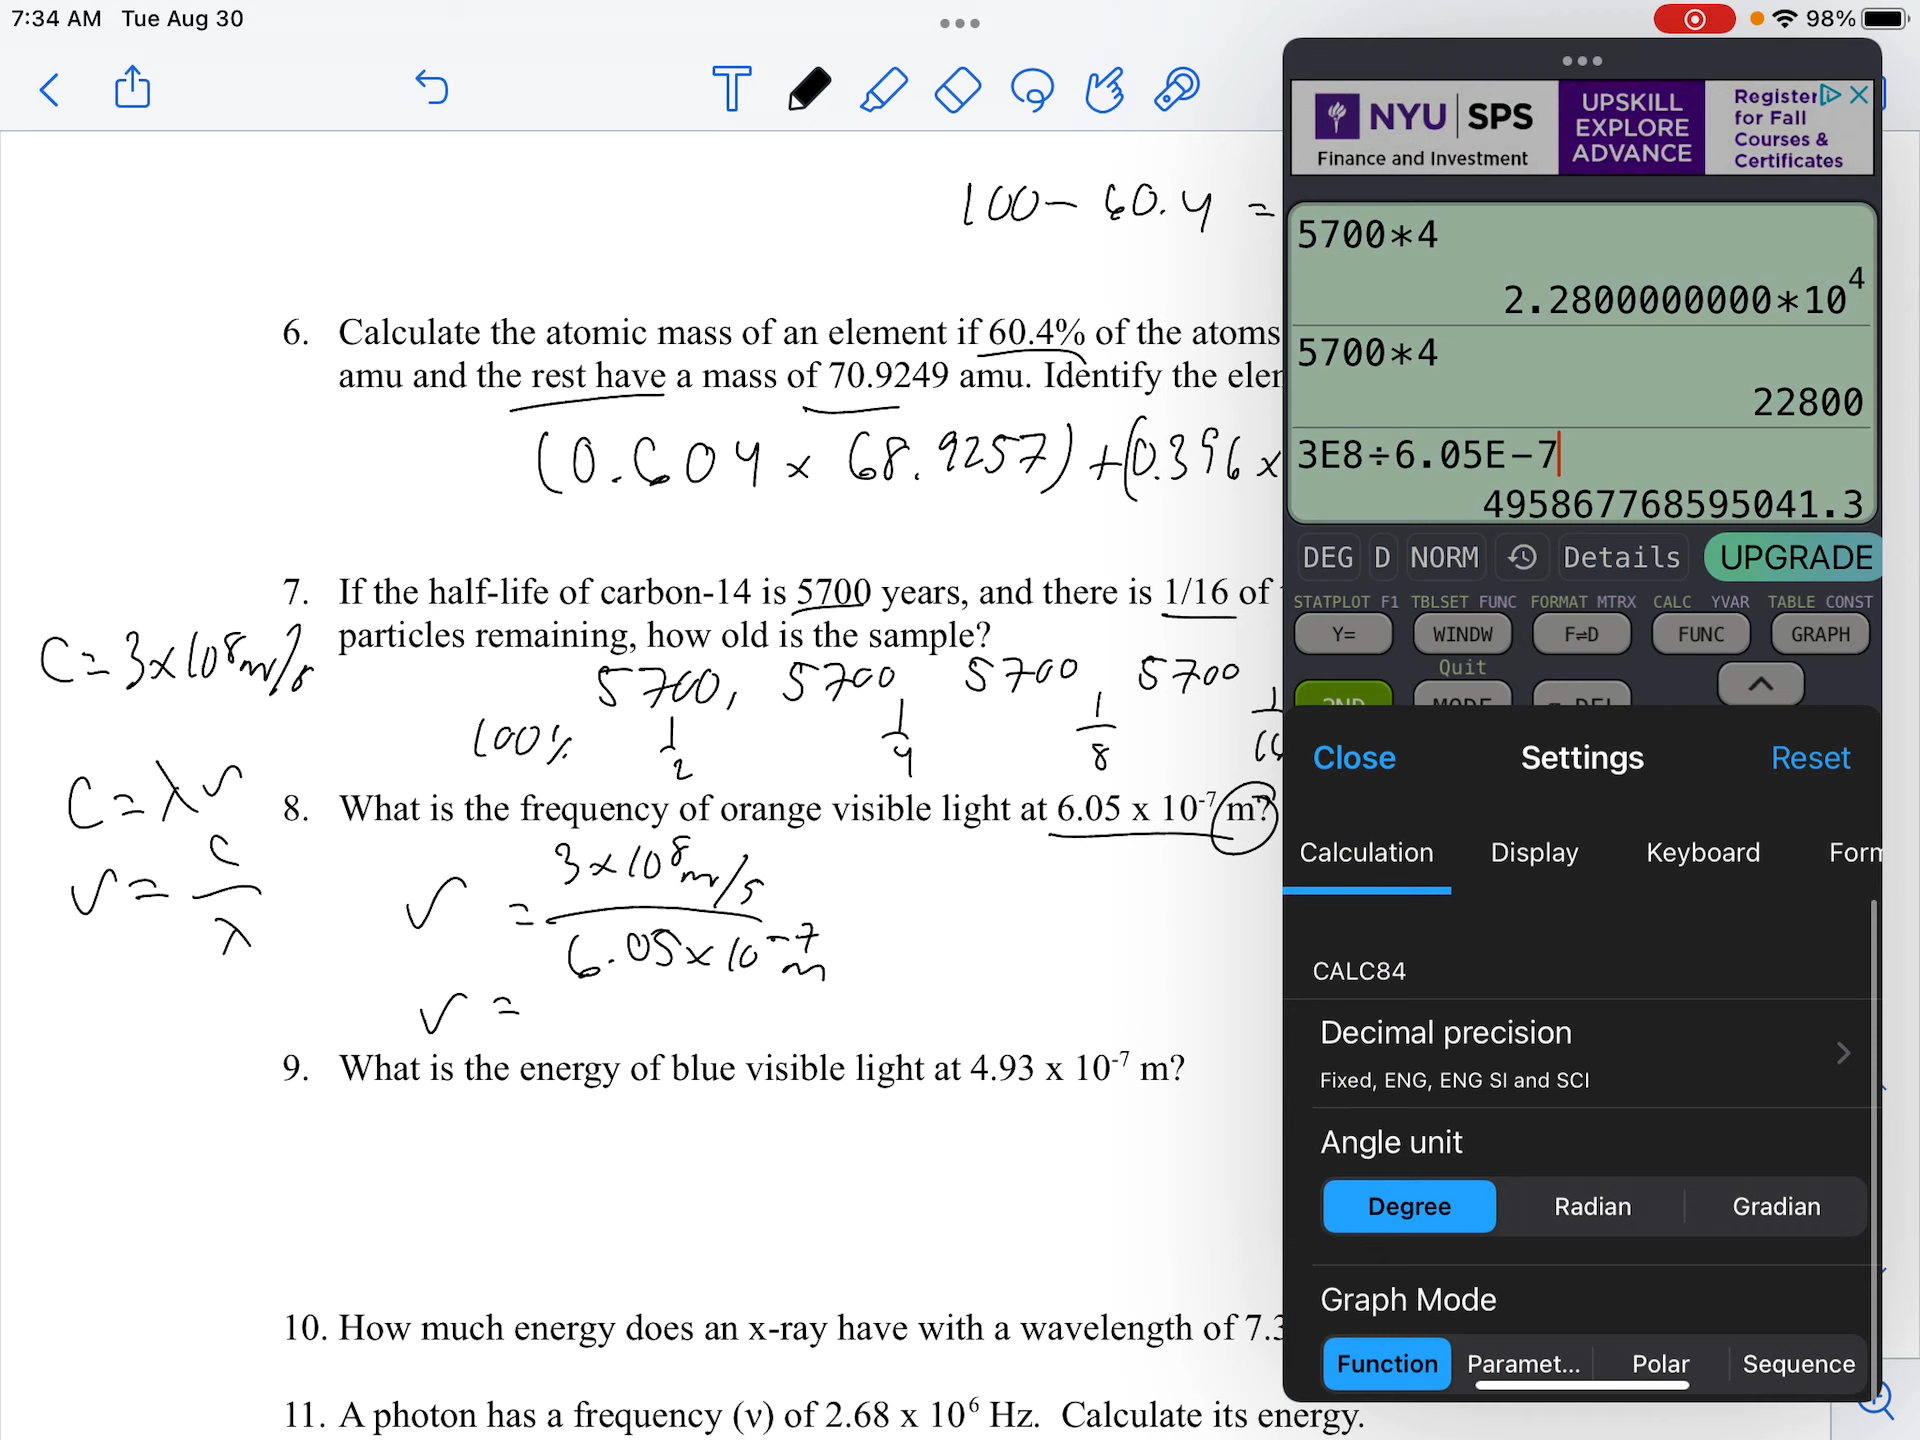 7:34 AM Tue Aug 30
98%
T
NYU SPS
Finance and Investment
UPSKILL
EXPLORE
ADVANCE
Register
for Fall
Courses &
Certificates
100 - 60.4 =
6. Calculate the atomic mass of an element if 60.4% of the atoms
amu and the rest have a mass of 70.9249 amu. Identify the eler
(0.604 x 68.9257) + (0.396 x
7. If the half-life of carbon-14 is 5700 years, and there is 1/16 of
particles remaining, how old is the sample?
5700, 5700 5700 5700
100% 1/2 1/4 1/8
C = 3x10⁸ m/s
C = λν
ν = c/λ
8. What is the frequency of orange visible light at 6.05 x 10⁻⁷ m?
ν = 3x10⁸ m/s / 6.05x10⁻⁷ m
ν =
9. What is the energy of blue visible light at 4.93 x 10⁻⁷ m?
10. How much energy does an x-ray have with a wavelength of 7.3
11. A photon has a frequency (ν) of 2.68 x 10⁶ Hz. Calculate its energy.
5700*4
2.2800000000*10⁴
5700*4
22800
3E8÷6.05E-7
495867768595041.3
DEG D NORM Details UPGRADE
STATPLOT F1 TBLSET FUNC FORMAT MTRX CALC YVAR TABLE CONST
Y= WINDW F⇌D FUNC GRAPH
Quit
2ND MODE ← DEL
Close Settings Reset
Calculation Display Keyboard Form
CALC84
Decimal precision
Fixed, ENG, ENG SI and SCI
Angle unit
Degree Radian Gradian
Graph Mode
Function Paramet... Polar Sequence